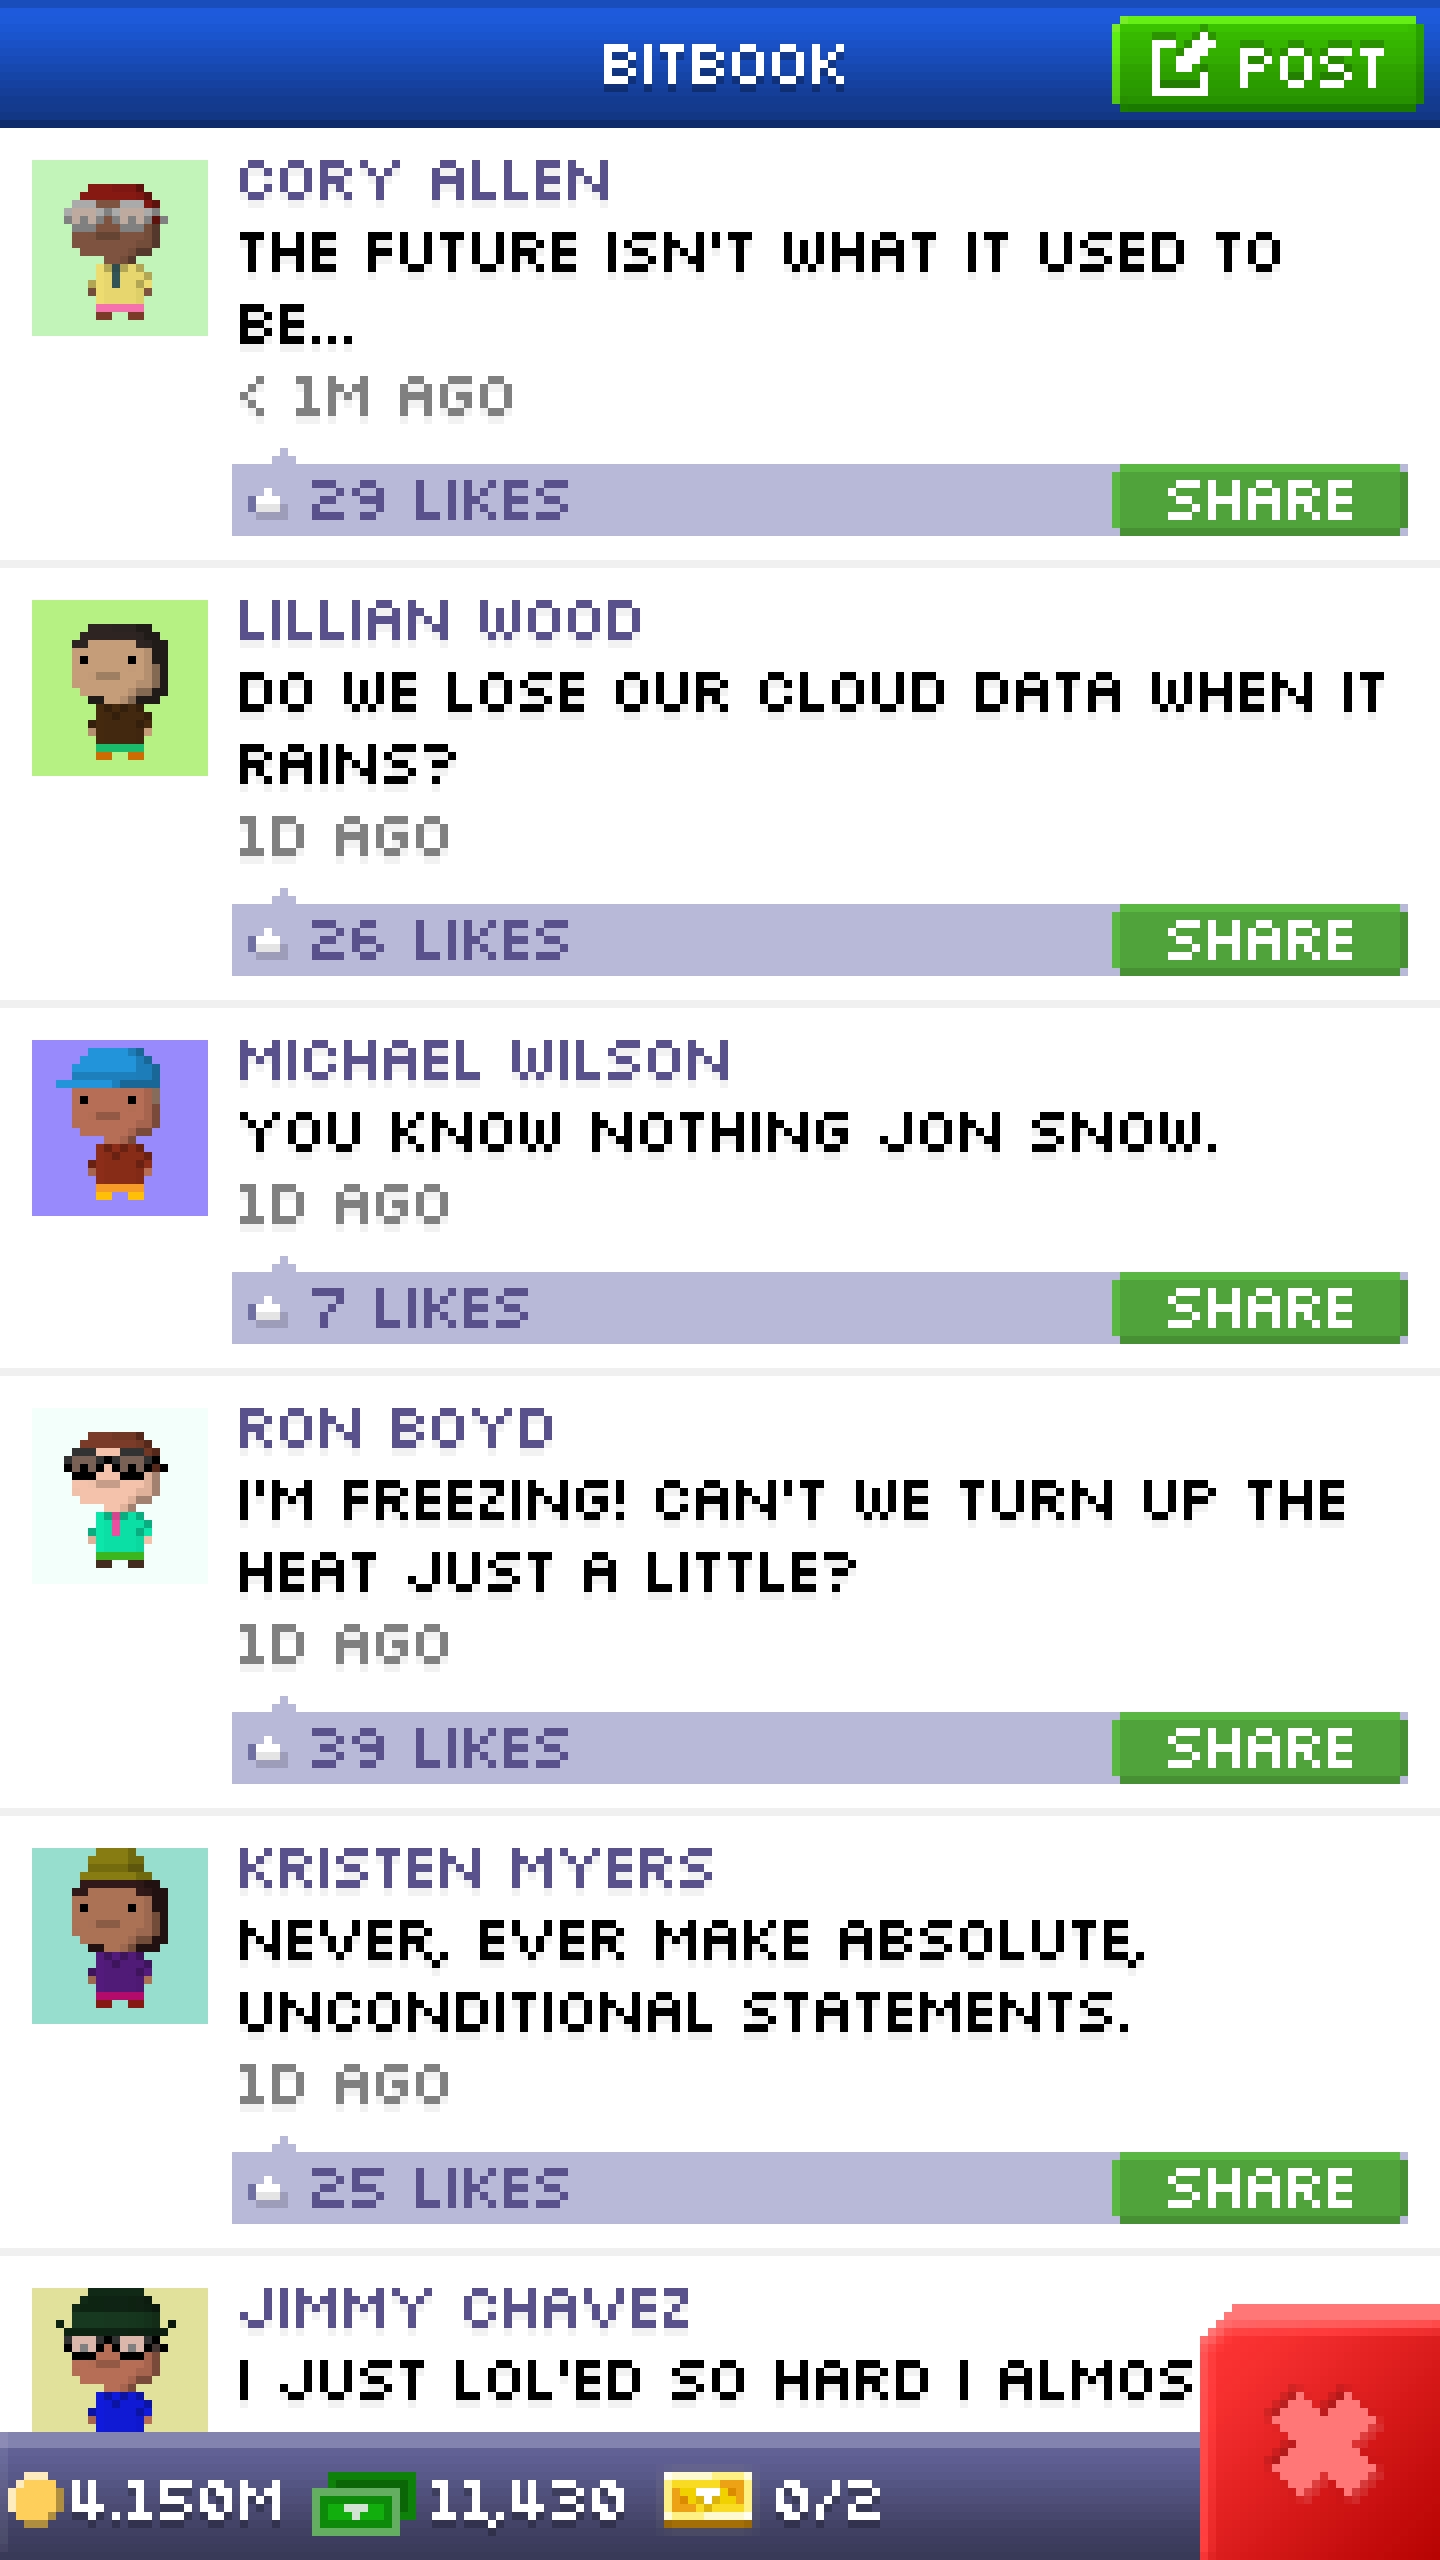 BITBOOK
POST
CORY ALLEN
THE FUTURE ISN'T WHAT IT USED TO
BE...
< 1M AGO
29 LIKES
SHARE
LILLIAN WOOD
DO WE LOSE OUR CLOUD DATA WHEN IT
RAINS?
1D AGO
26 LIKES
SHARE
MICHAEL WILSON
YOU KNOW NOTHING JON SNOW.
1D AGO
7 LIKES
SHARE
RON BOYD
I'M FREEZING! CAN'T WE TURN UP THE
HEAT JUST A LITTLE?
1D AGO
39 LIKES
SHARE
KRISTEN MYERS
NEVER, EVER MAKE ABSOLUTE,
UNCONDITIONAL STATEMENTS.
1D AGO
25 LIKES
SHARE
JIMMY CHAVEZ
I JUST LOL'ED SO HARD I ALMOS
4.150M
11,430
0/2